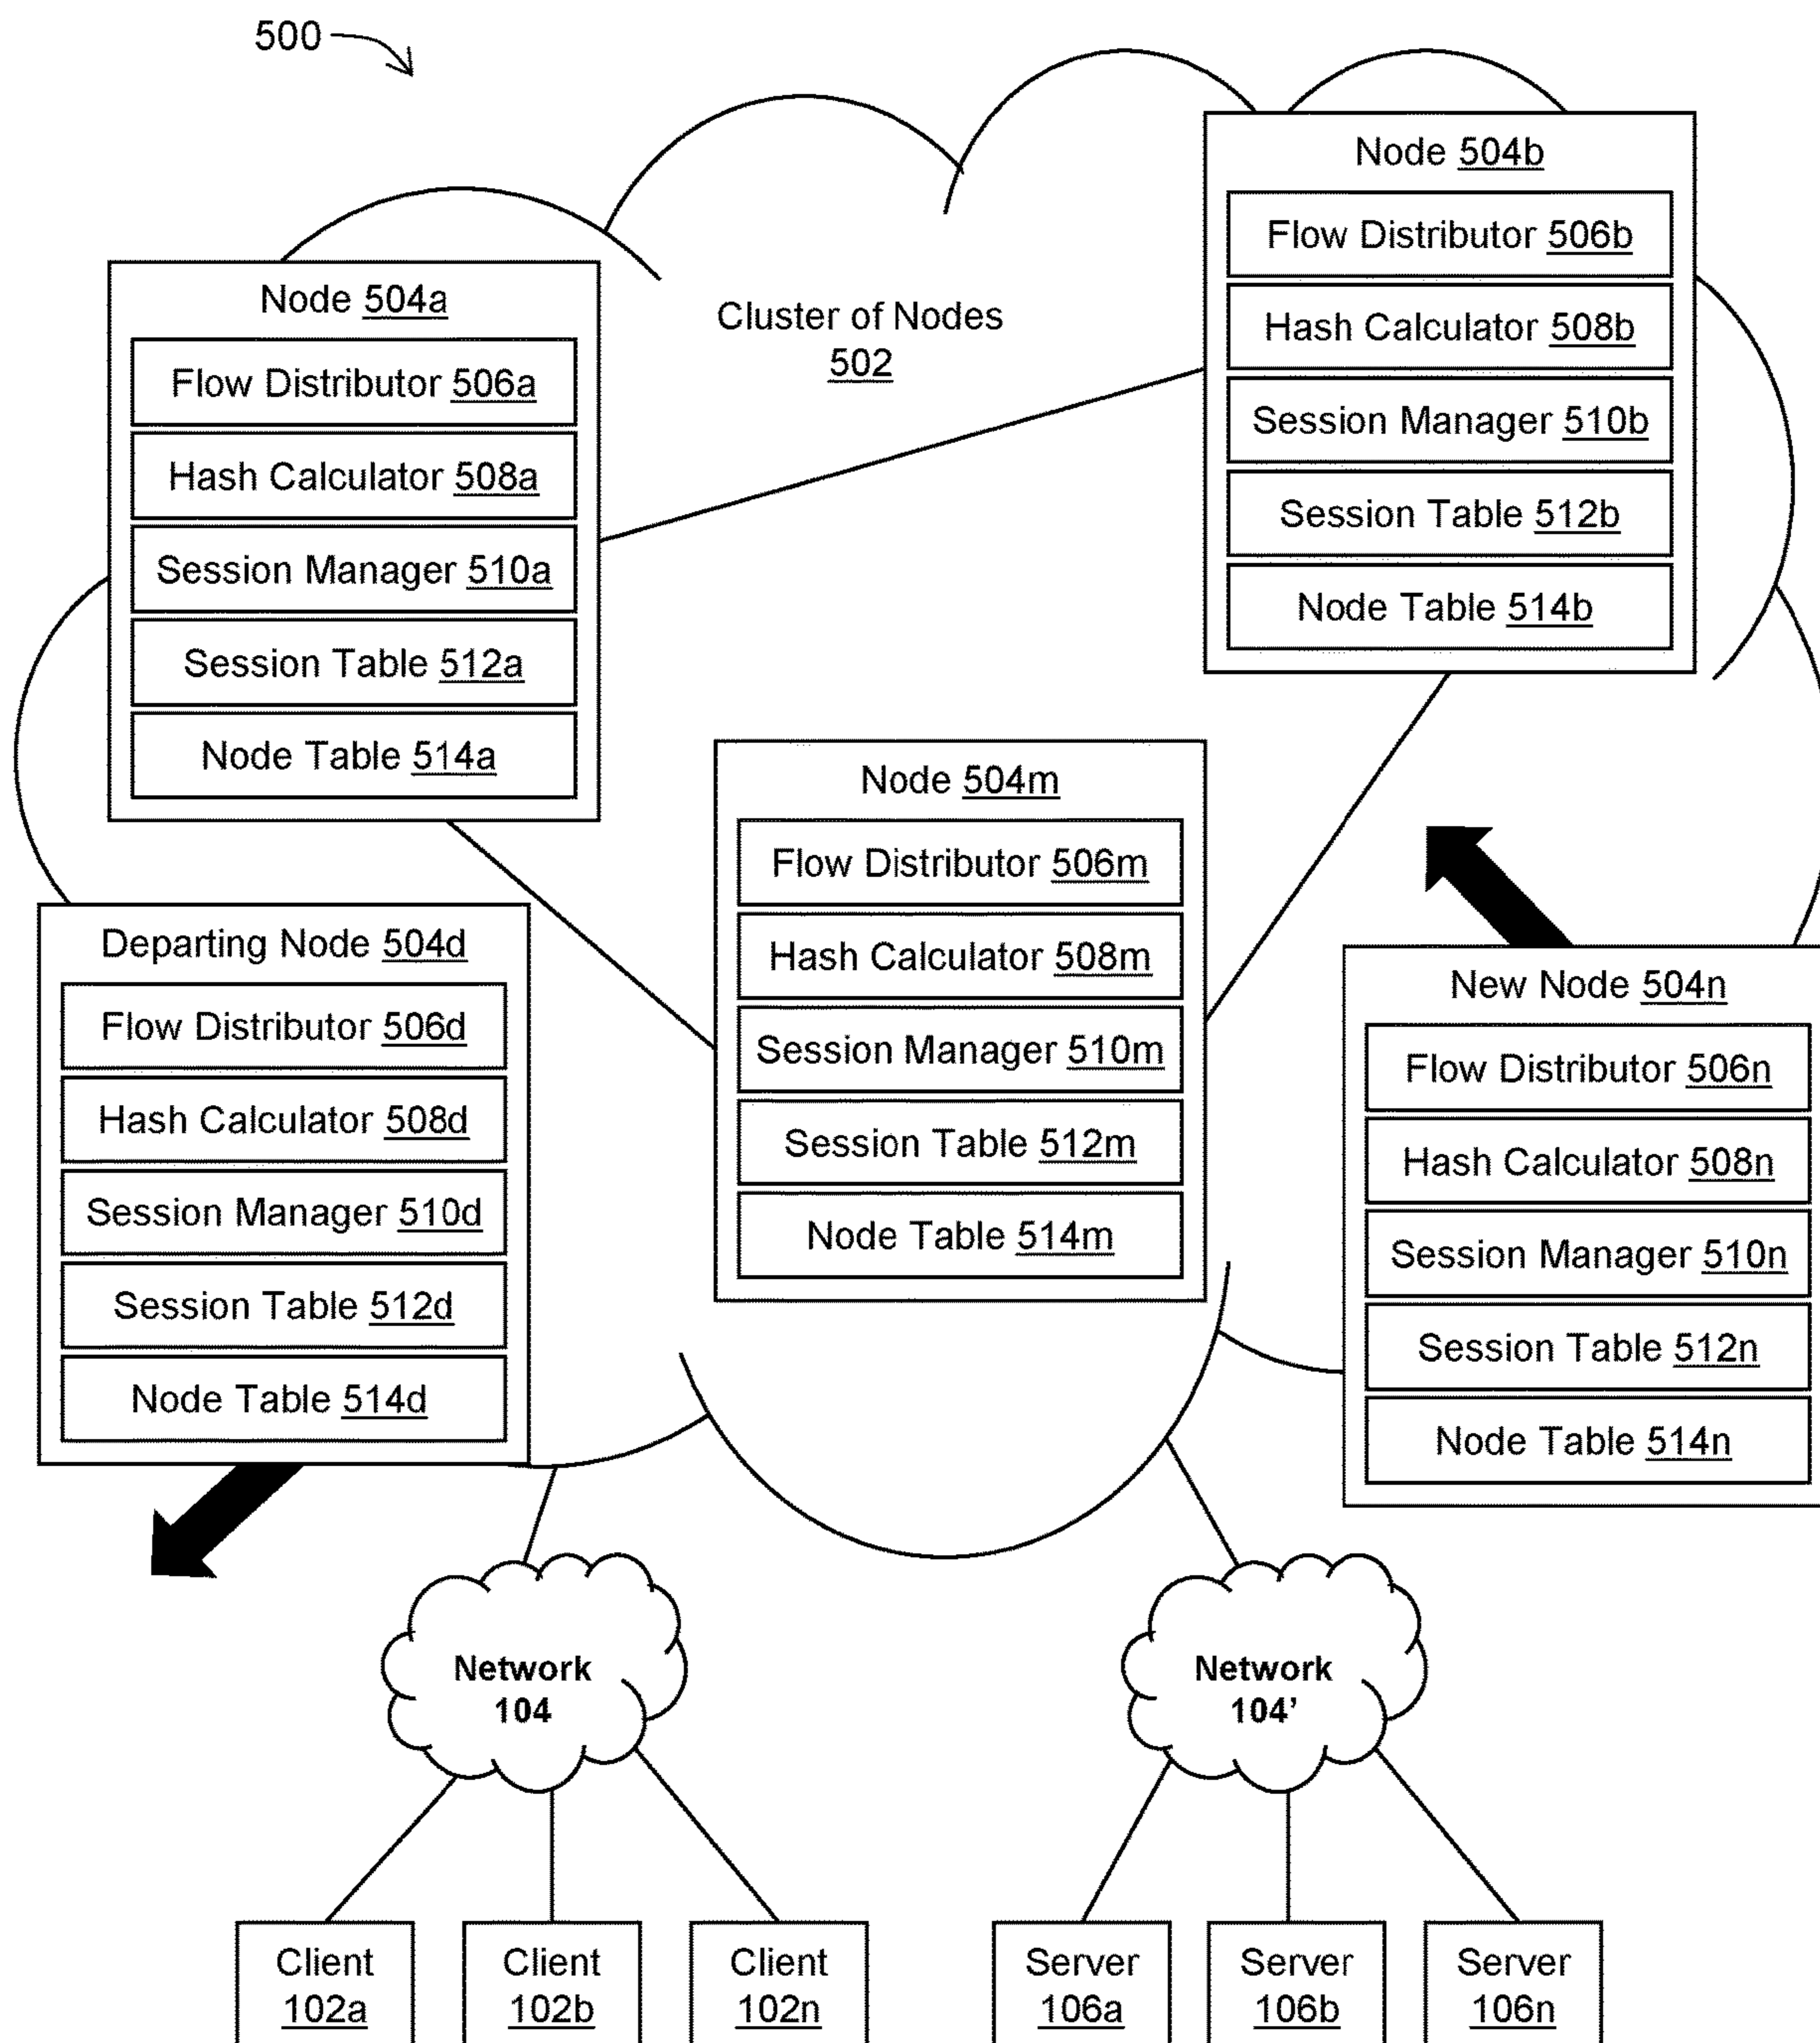 500
Node 504b
Flow Distributor 506b
Hash Calculator 508b
Session Manager 510b
Session Table 512b
Node Table 514b
Node 504a
Flow Distributor 506a
Hash Calculator 508a
Session Manager 510a
Session Table 512a
Node Table 514a
Cluster of Nodes
502
Node 504m
Flow Distributor 506m
Hash Calculator 508m
Session Manager 510m
Session Table 512m
Node Table 514m
Departing Node 504d
Flow Distributor 506d
Hash Calculator 508d
Session Manager 510d
Session Table 512d
Node Table 514d
New Node 504n
Flow Distributor 506n
Hash Calculator 508n
Session Manager 510n
Session Table 512n
Node Table 514n
Network
104
Network
104’
Client
102a
Client
102b
Client
102n
Server
106a
Server
106b
Server
106n